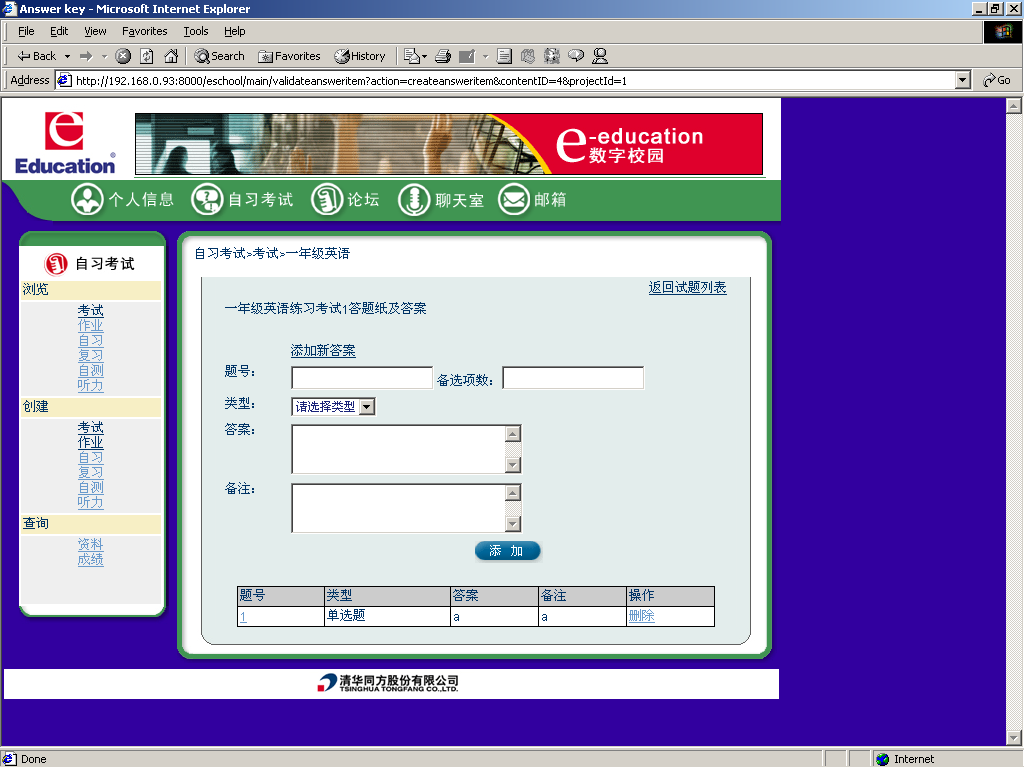 Answer key - Microsoft Internet Explorer
File Edit View Favorites Tools Help
Back Search Favorites History
Address http://192.168.0.93:8000/eschool/main/validateansweritem?action=createansweritem&contentID=4&projectId=1 Go
Education®
e-education
数字校园
个人信息 自习考试 论坛 聊天室 邮箱
自习考试
浏览
考试
作业
自习
复习
自测
听力
创建
考试
作业
自习
复习
自测
听力
查询
资料
成绩
自习考试>考试>一年级英语
返回试题列表
一年级英语练习考试1答题纸及答案
添加新答案
题号: 备选项数:
类型: 请选择类型
答案:
备注:
添 加
题号 类型 答案 备注 操作
1 单选题 a a 删除
清华同方股份有限公司
TSINGHUA TONGFANG CO.,LTD.
Done Internet